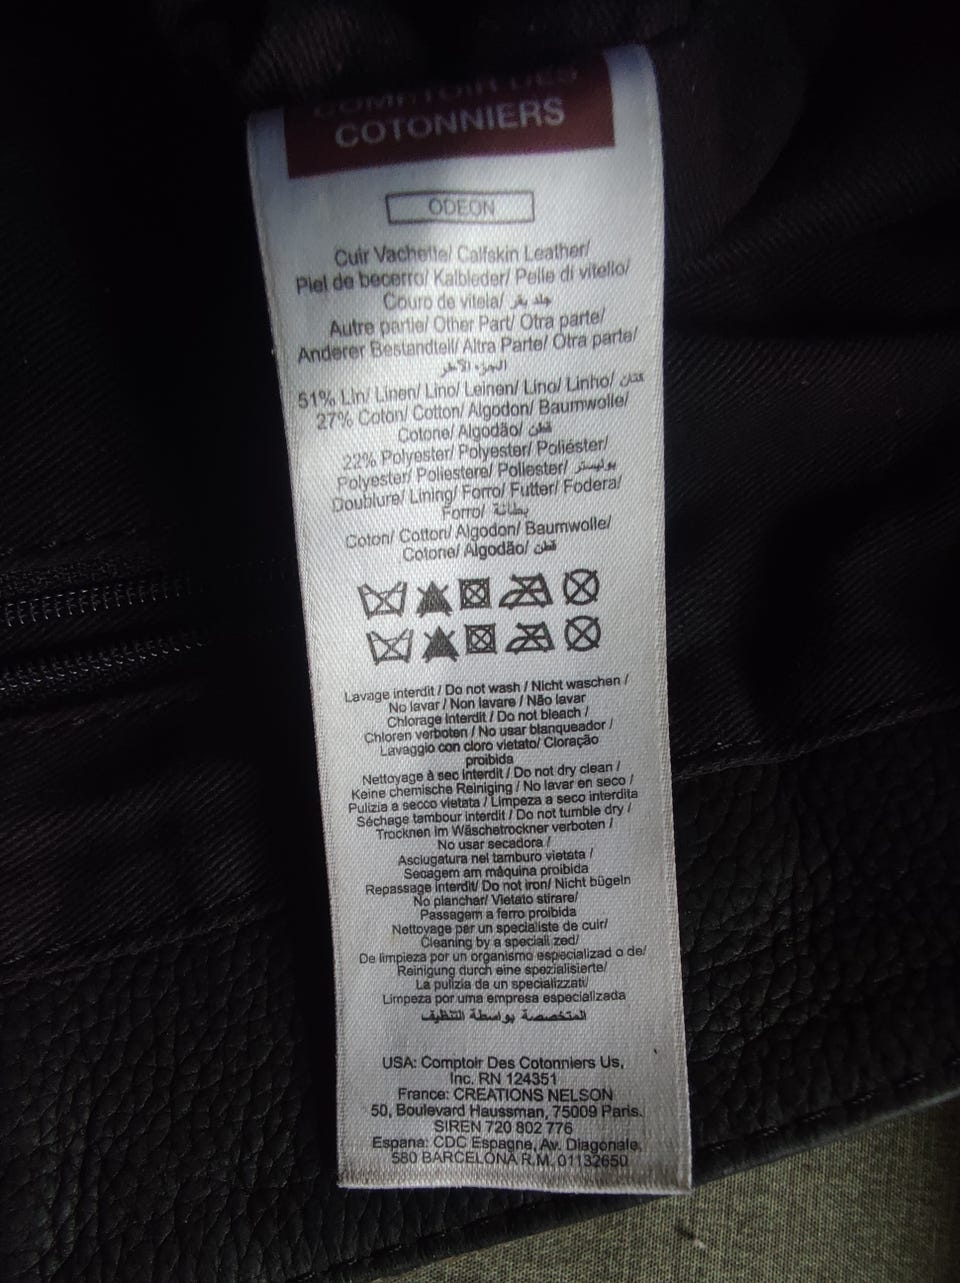 COMPTOIR DES
COTONNIERS
ODEON
Cuir Vachette/ Calfskin Leather/
Piel de becerro/ Kalbleder/ Pelle di vitello/
Couro de vitela/ جلد بقر
Autre partie/ Other Part/ Otra parte/
Anderer Bestandteil/ Altra Parte/ Otra parte/
الجزء الآخر
51% Lin/ Linen/ Lino/ Leinen/ Lino/ Linho/ كتان
27% Coton/ Cotton/ Algodon/ Baumwolle/
Cotone/ Algodão/ قطن
22% Polyester/ Polyester/ Poliéster/
Polyester/ Poliestere/ Poliester/ بوليستر
Doublure/ Lining/ Forro/ Futter/ Fodera/
Forro/ بطانة
Coton/ Cotton/ Algodon/ Baumwolle/
Cotone/ Algodão/ قطن
Lavage interdit / Do not wash / Nicht waschen /
No lavar / Non lavare / Não lavar
Chlorage Interdit / Do not bleach /
Chloren verboten / No usar blanqueador /
Lavaggio con cloro vietato/ Cloração
proibida
Nettoyage à sec Interdit / Do not dry clean /
Keine chemische Reiniging / No lavar en seco /
Pulizia a secco vietata / Limpeza a seco interdita
Séchage tambour interdit / Do not tumble dry /
Trocknen im Wäschetrockner verboten /
No usar secadora /
Asciugatura nel tamburo vietata /
Secagem am máquina proibida
Repassage interdit/ Do not iron/ Nicht bügeln
No planchar/ Vietato stirare/
Passagem a ferro proibida
Nettoyage par un specialiste de cuir/
Cleaning by a speciali zed/
De limpieza por un organismo especializad o de/
Reinigung durch eine spezialisierte/
La pulizia da un specializzati/
Limpeza por uma empresa especializada
المتخصصة بواسطة التنظيف
USA: Comptoir Des Cotonniers Us,
Inc. RN 124351
France: CREATIONS NELSON
50, Boulevard Haussman, 75009 Paris.
SIREN 720 802 776
Espana: CDC Espagne, Av. Diagonale,
580 BARCELONA R.M. 01132650